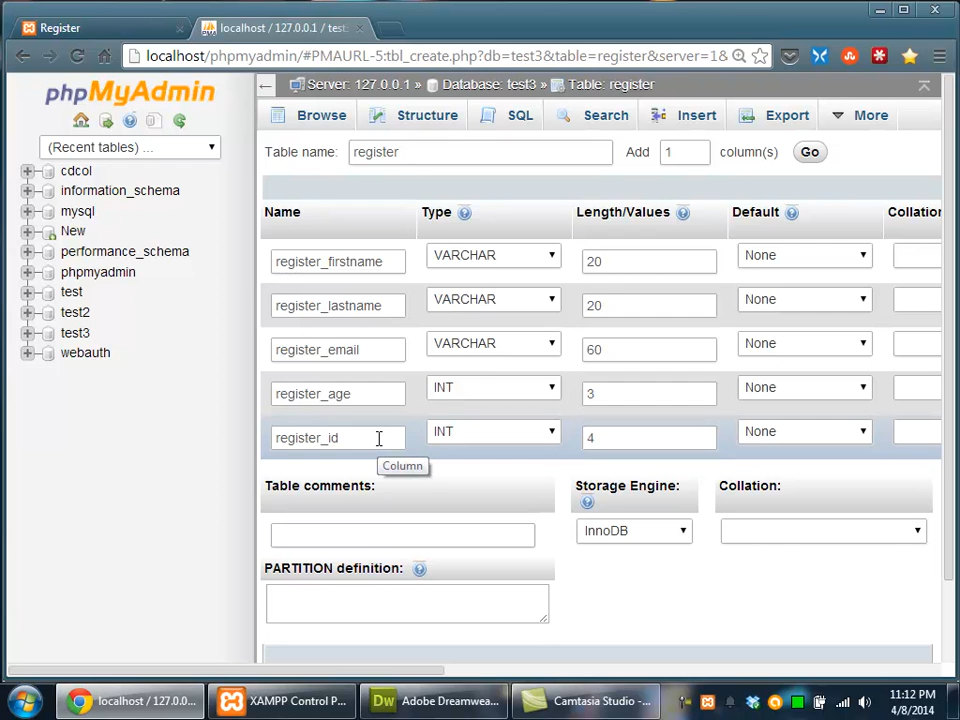 Register
localhost / 127.0.0.1 / test
localhost/phpmyadmin/#PMAURL-5:tbl_create.php?db=test3&table=register&server=1&
phpMyAdmin
(Recent tables) ...
cdcol
information_schema
mysql
New
performance_schema
phpmyadmin
test
test2
test3
webauth
Server: 127.0.0.1 » Database: test3 » Table: register
Browse Structure SQL Search Insert Export More
Table name: register Add 1 column(s) Go
Name Type Length/Values Default Collation
register_firstname VARCHAR 20 None
register_lastname VARCHAR 20 None
register_email VARCHAR 60 None
register_age INT 3 None
register_id INT 4 None
Column
Table comments: Storage Engine: Collation:
InnoDB
PARTITION definition:
localhost / 127.0.0... XAMPP Control P... Dw Adobe Dreamwea... Camtasia Studio -...
11:12 PM
4/8/2014